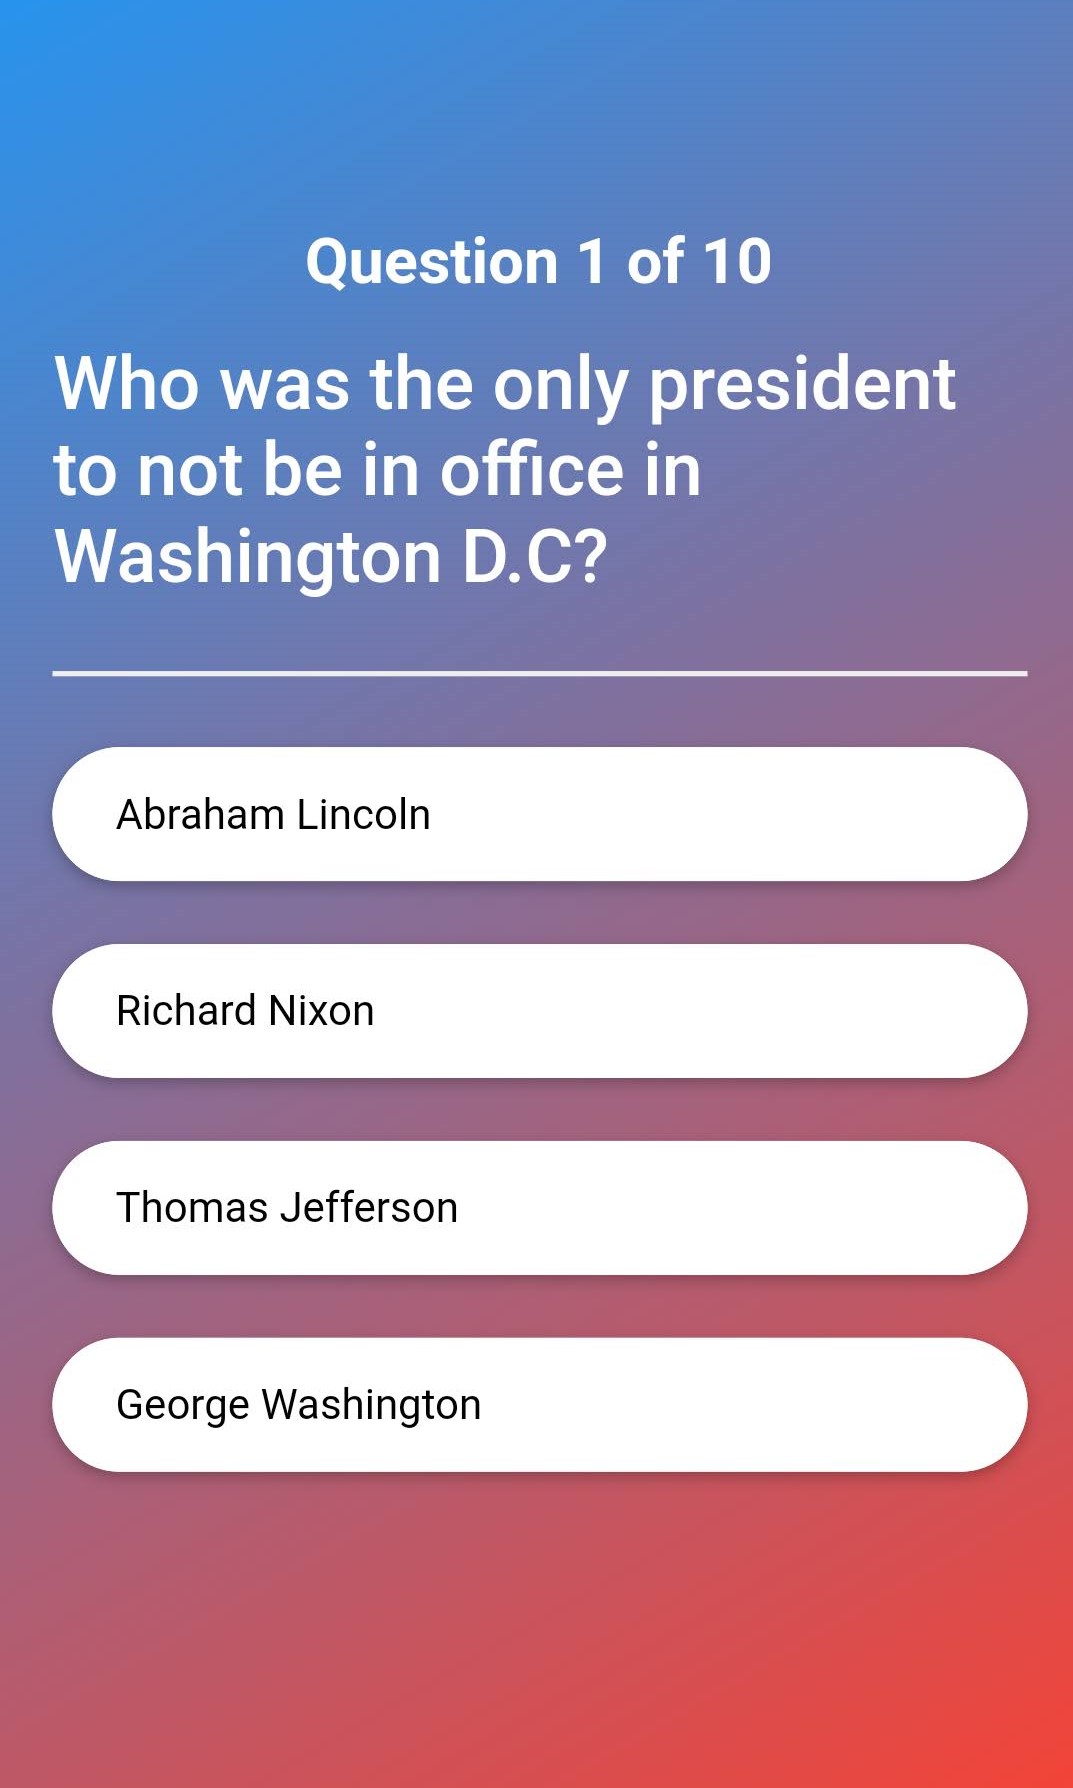 Question 1 of 10
Who was the only president
to not be in office in
Washington D.C?
Abraham Lincoln
Richard Nixon
Thomas Jefferson
George Washington